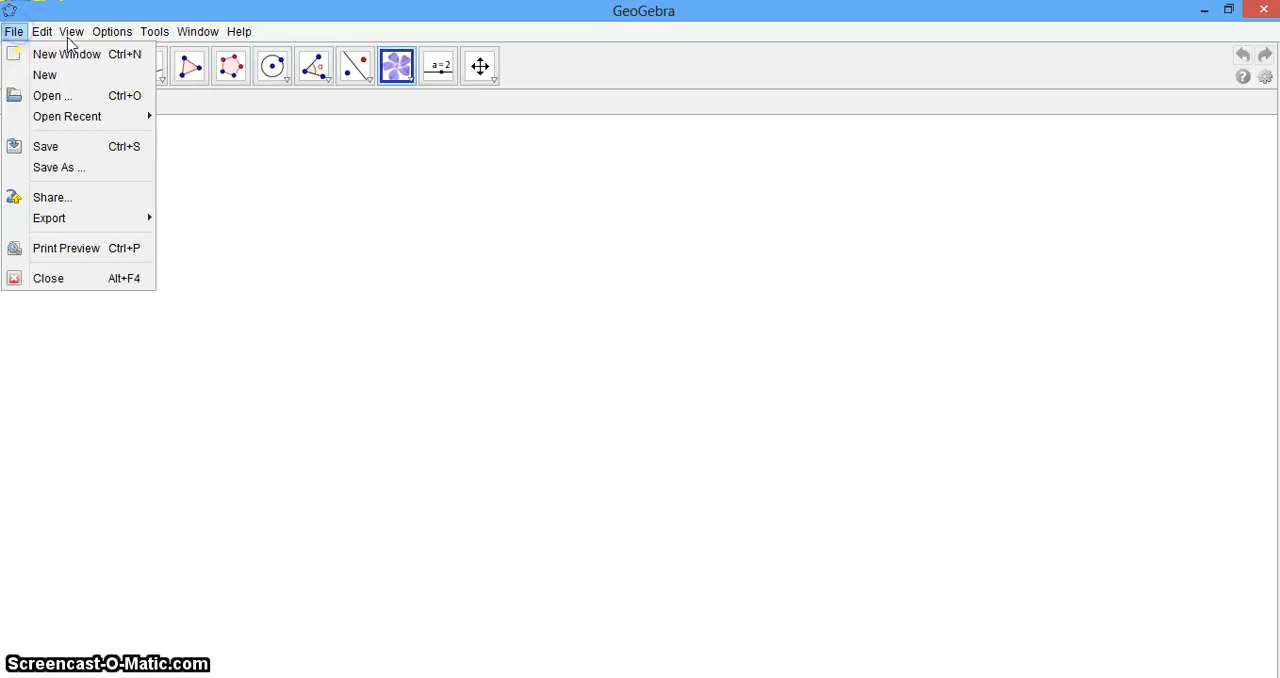 GeoGebra
File Edit View Options Tools Window Help
New Window Ctrl+N
New
Open ... Ctrl+O
Open Recent
Save Ctrl+S
Save As ...
Share...
Export
Print Preview Ctrl+P
Close Alt+F4
α
a=2
?
Screencast-O-Matic.com